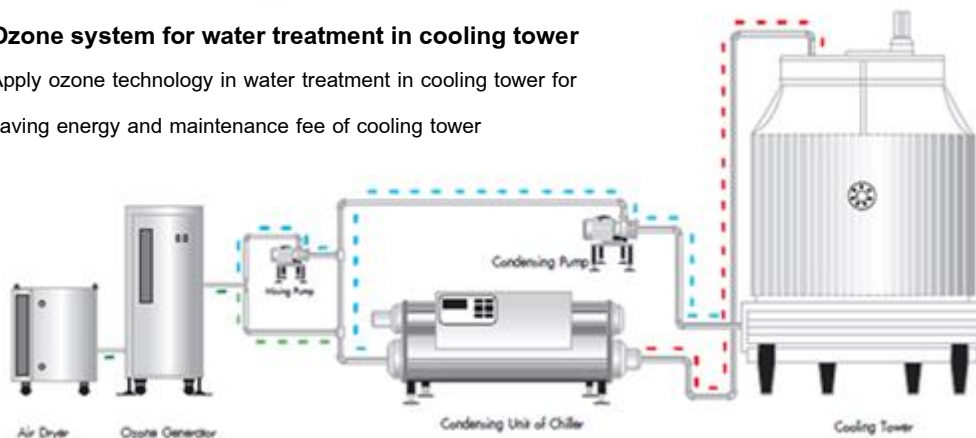 Ozone system for water treatment in cooling tower
Apply ozone technology in water treatment in cooling tower for
saving energy and maintenance fee of cooling tower
Condensing Pump
Mixing Pump
Condensing Unit of Chiller
Cooling Tower
Air Dryer
Ozone Generator